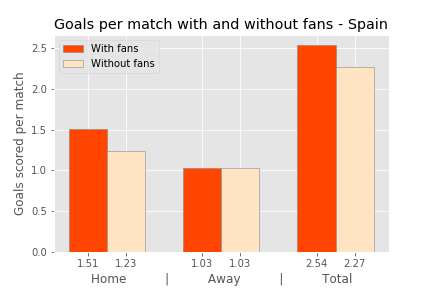 Goals per match with and without fans - Spain
With fans
Without fans
Goals scored per match
2.5
2.0
1.5
1.0
0.5
0.0
1.51 1.23 1.03 1.03 2.54 2.27
Home | Away | Total